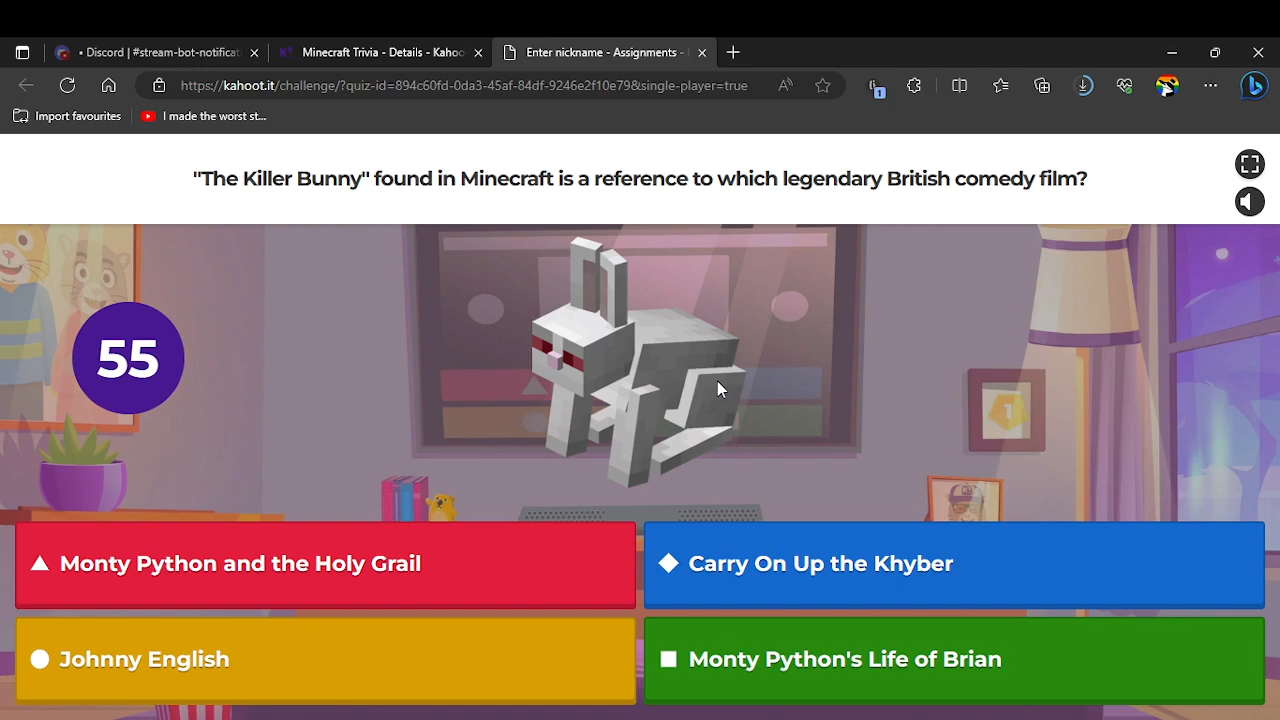 • Discord | #stream-bot-notificat
Minecraft Trivia - Details - Kahoo
Enter nickname - Assignments -
https://kahoot.it/challenge/?quiz-id=894c60fd-0da3-45af-84df-9246e2f10e79&single-player=true
1
Import favourites
I made the worst st...
"The Killer Bunny" found in Minecraft is a reference to which legendary British comedy film?
55
1
Monty Python and the Holy Grail
Carry On Up the Khyber
Johnny English
Monty Python's Life of Brian